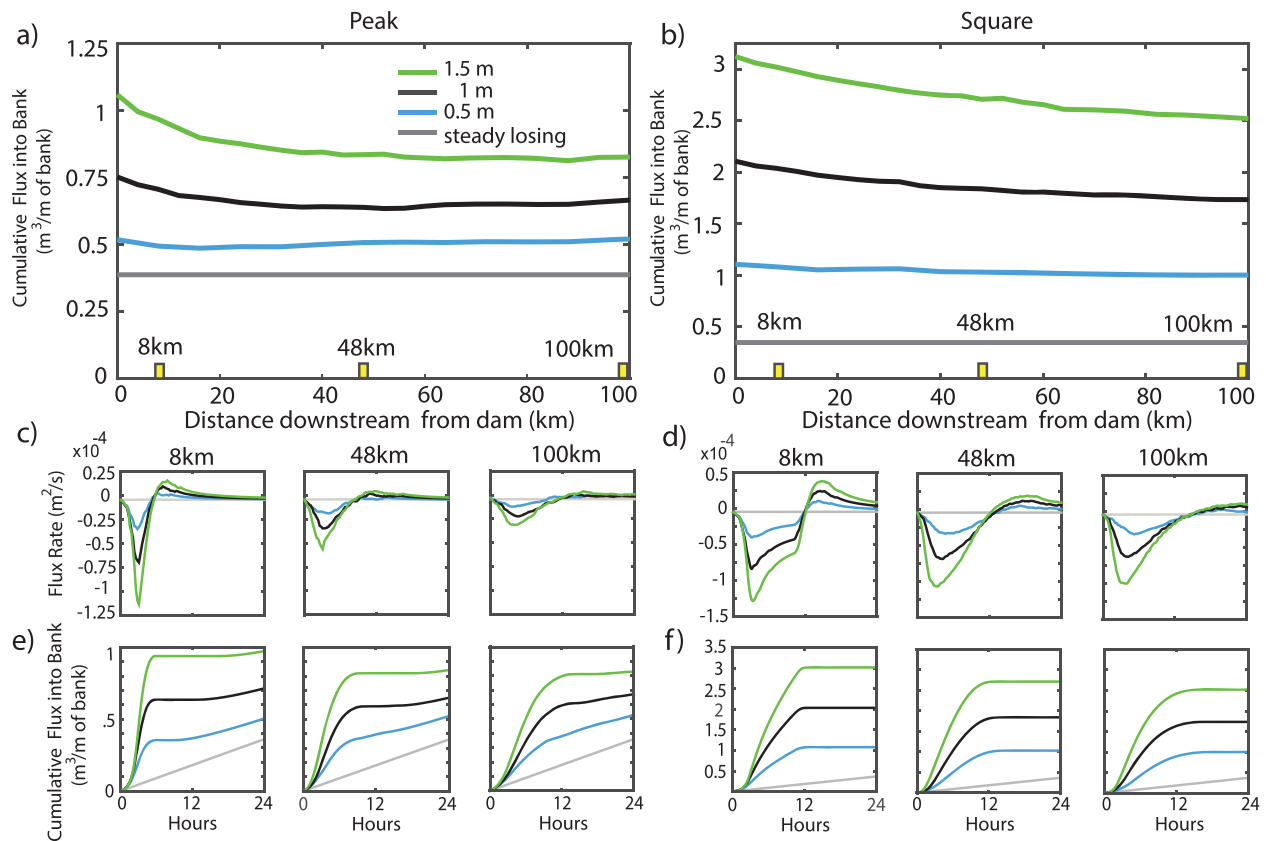 Peak
Square
a)
b)
1.25
1
0.75
0.5
0.25
0
Cumulative Flux into Bank
(m³/m of bank)
1.5 m
1 m
0.5 m
steady losing
8km
48km
100km
0 20 40 60 80 100
Distance downstream from dam (km)
3
2.5
2
1.5
1
0.5
0
Cumulative Flux into Bank
(m³/m of bank)
8km
48km
100km
0 20 40 60 80 100
Distance downstream from dam (km)
c)
x10⁻⁴
8km
48km
100km
0.25
0
-0.25
-0.5
-0.75
-1
-1.25
Flux Rate (m²/s)
d)
x10⁻⁴
8km
48km
100km
0.5
0
-0.5
-1
-1.5
e)
Cumulative Flux into Bank
(m³/m of bank)
1
.5
0
0 12 24
0 12 24
0 12 24
Hours
Hours
Hours
f)
3.5
3
2.5
2
1.5
1
0.5
0 12 24
0 12 24
0 12 24
Hours
Hours
Hours